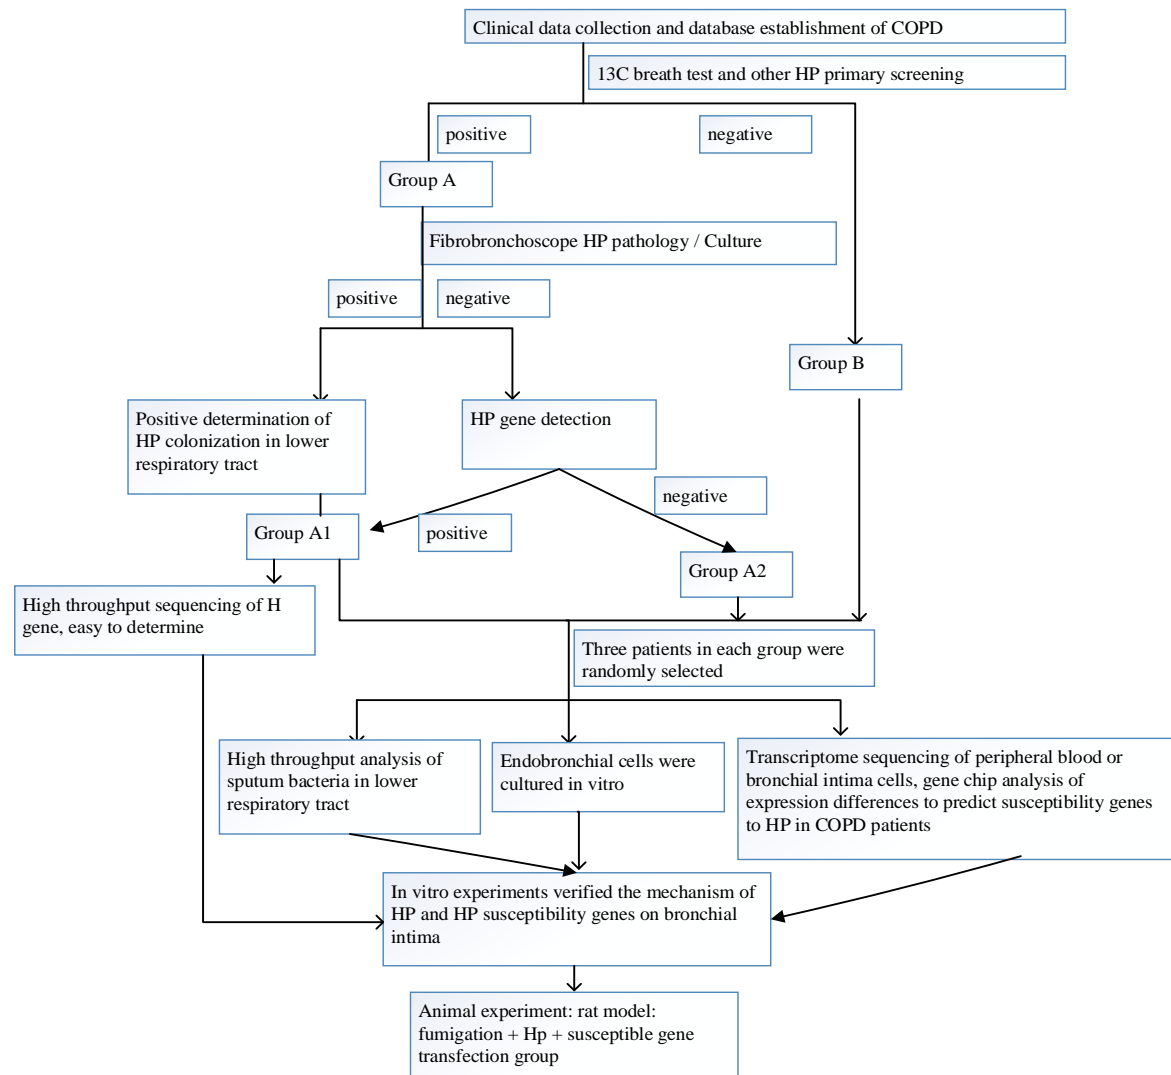 Clinical data collection and database establishment of COPD
13C breath test and other HP primary screening
positive
negative
Group A
Fibrobronchoscope HP pathology / Culture
positive
negative
Group B
Positive determination of
HP colonization in lower
respiratory tract
HP gene detection
negative
Group A1
positive
Group A2
High throughput sequencing of H
gene, easy to determine
Three patients in each group were
randomly selected
High throughput analysis of
sputum bacteria in lower
respiratory tract
Endobronchial cells were
cultured in vitro
Transcriptome sequencing of peripheral blood or
bronchial intima cells, gene chip analysis of
expression differences to predict susceptibility genes
to HP in COPD patients
In vitro experiments verified the mechanism of
HP and HP susceptibility genes on bronchial
intima
Animal experiment: rat model:
fumigation + Hp + susceptible gene
transfection group